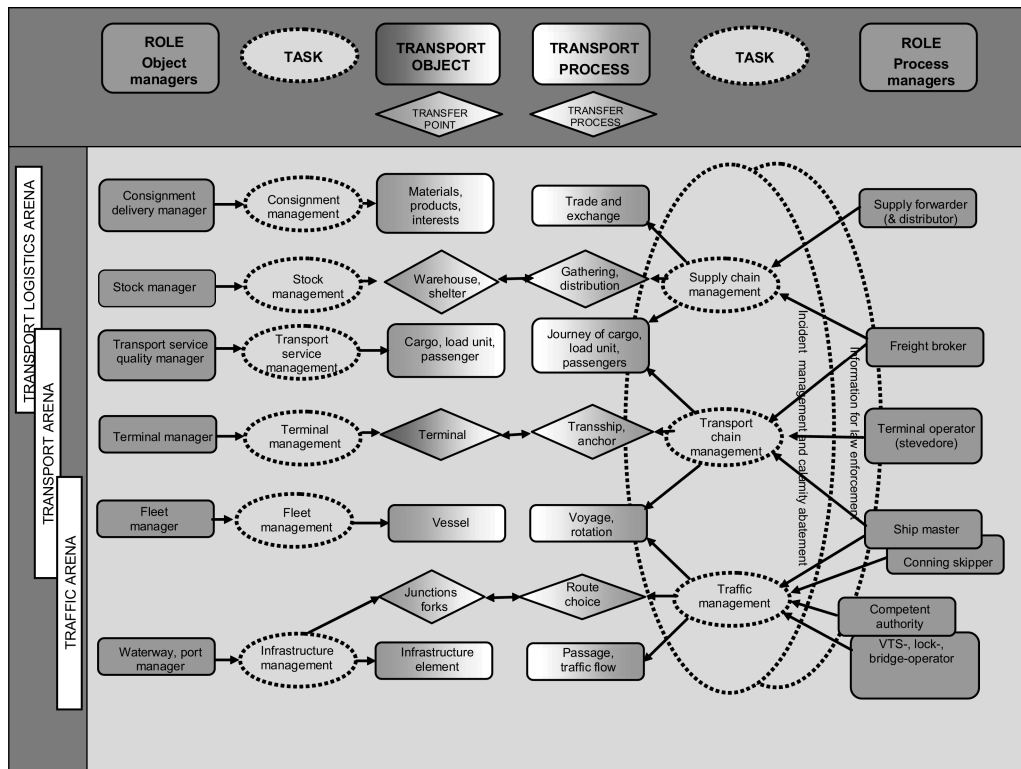 ROLE
Object
managers
TASK
TRANSPORT
OBJECT
TRANSPORT
PROCESS
TASK
ROLE
Process
managers
TRANSFER
POINT
TRANSFER
PROCESS
TRANSPORT LOGISTICS ARENA
TRANSPORT ARENA
TRAFFIC ARENA
Consignment
delivery manager
Consignment
management
Materials,
products,
interests
Trade and
exchange
Supply forwarder
(& distributor)
Stock manager
Stock
management
Warehouse,
shelter
Gathering,
distribution
Supply chain
management
Transport service
quality manager
Transport
service
management
Cargo, load unit,
passenger
Journey of cargo,
load unit,
passengers
Freight broker
Incident management and calamity abatement
Information for law enforcement
Terminal manager
Terminal
management
Terminal
Transship,
anchor
Transport
chain
management
Terminal operator
(stevedore)
Fleet
manager
Fleet
management
Vessel
Voyage,
rotation
Ship master
Conning skipper
Junctions
forks
Route
choice
Traffic
management
Competent
authority
Waterway, port
manager
Infrastructure
management
Infrastructure
element
Passage,
traffic flow
VTS-, lock-,
bridge-operator